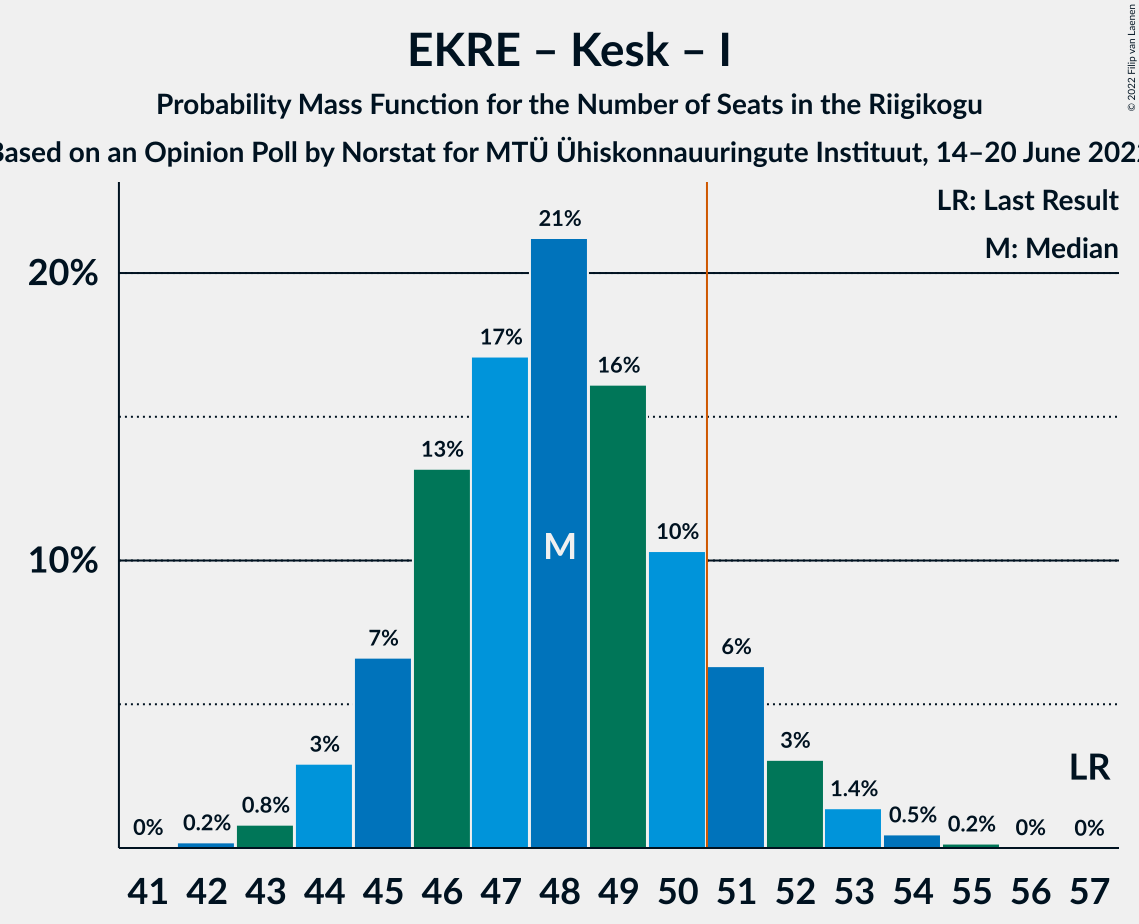 EKRE – Kesk – I
Probability Mass Function for the Number of Seats in the Riigikogu
Based on an Opinion Poll by Norstat for MTÜ Ühiskonnauuringute Instituut, 14–20 June 2022
© 2022 Filip van Laenen
LR: Last Result
M: Median
20%
10%
0%
0.2%
0.8%
3%
7%
13%
17%
21%
16%
10%
6%
3%
1.4%
0.5%
0.2%
0%
0%
M
LR
41 42 43 44 45 46 47 48 49 50 51 52 53 54 55 56 57